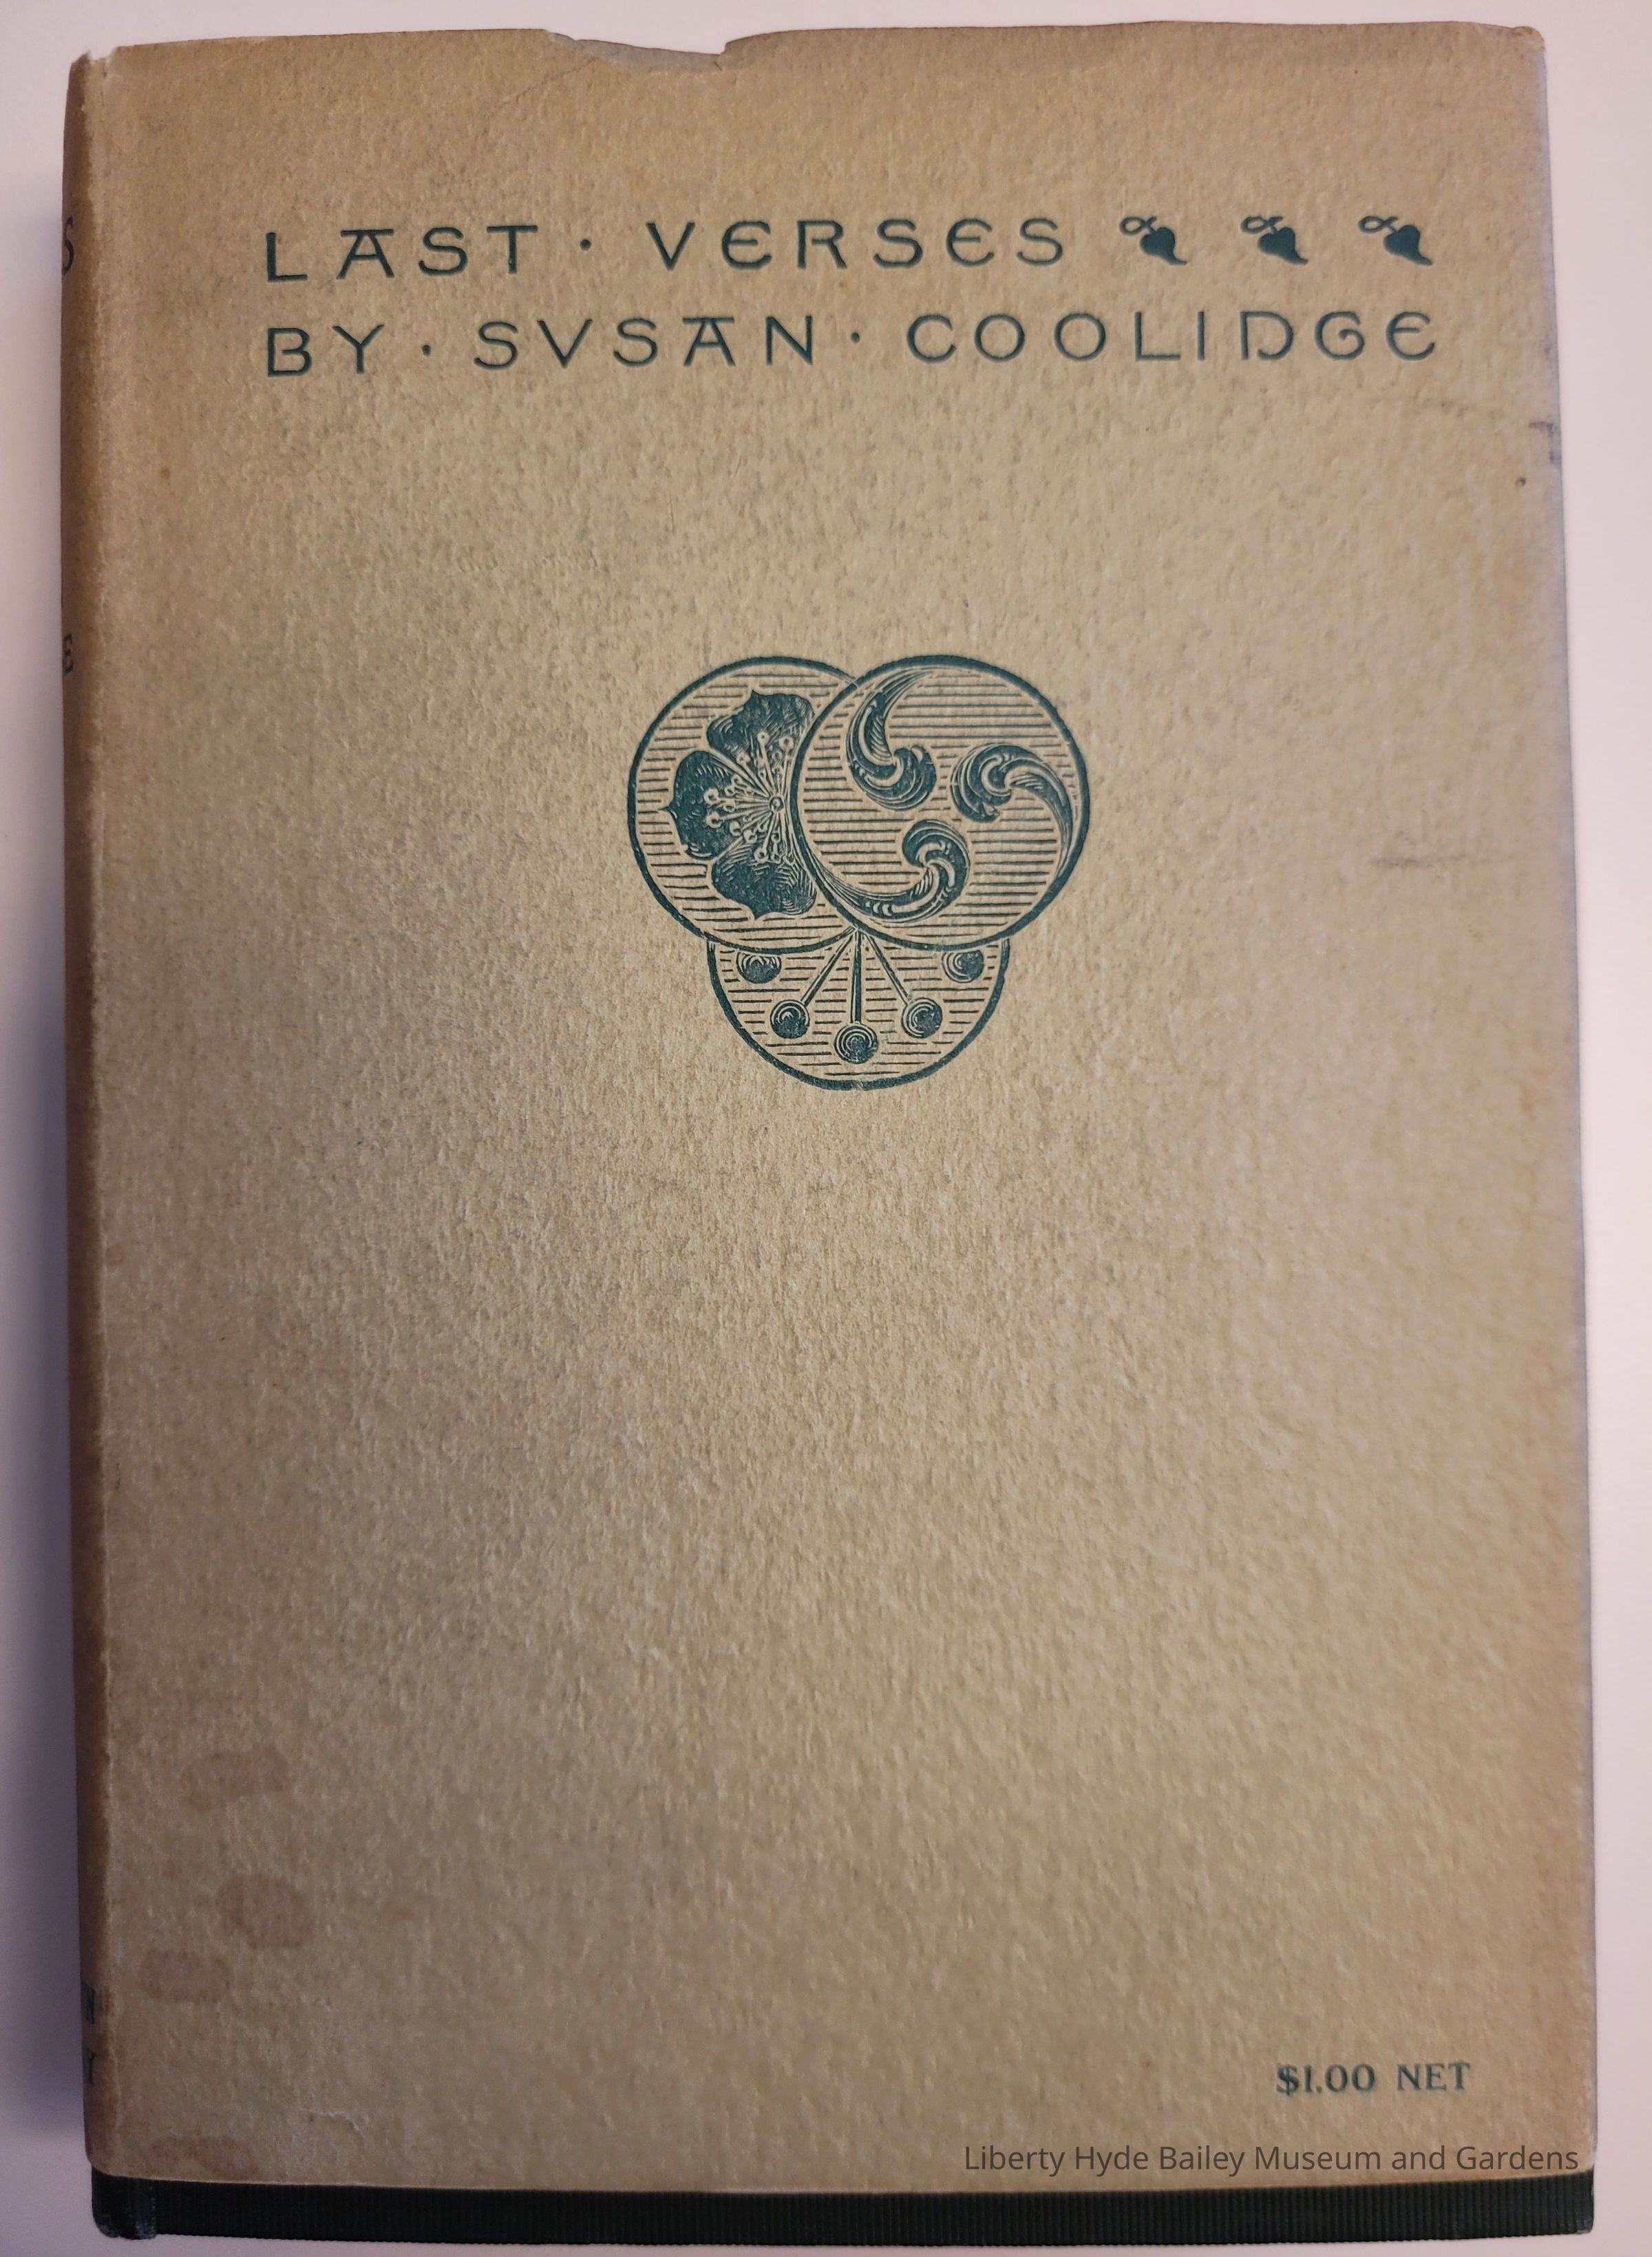 LAST · VERSES ❧ ❧ ❧
BY · SVSAN · COOLIDGE
$1.00 NET
Liberty Hyde Bailey Museum and Gardens